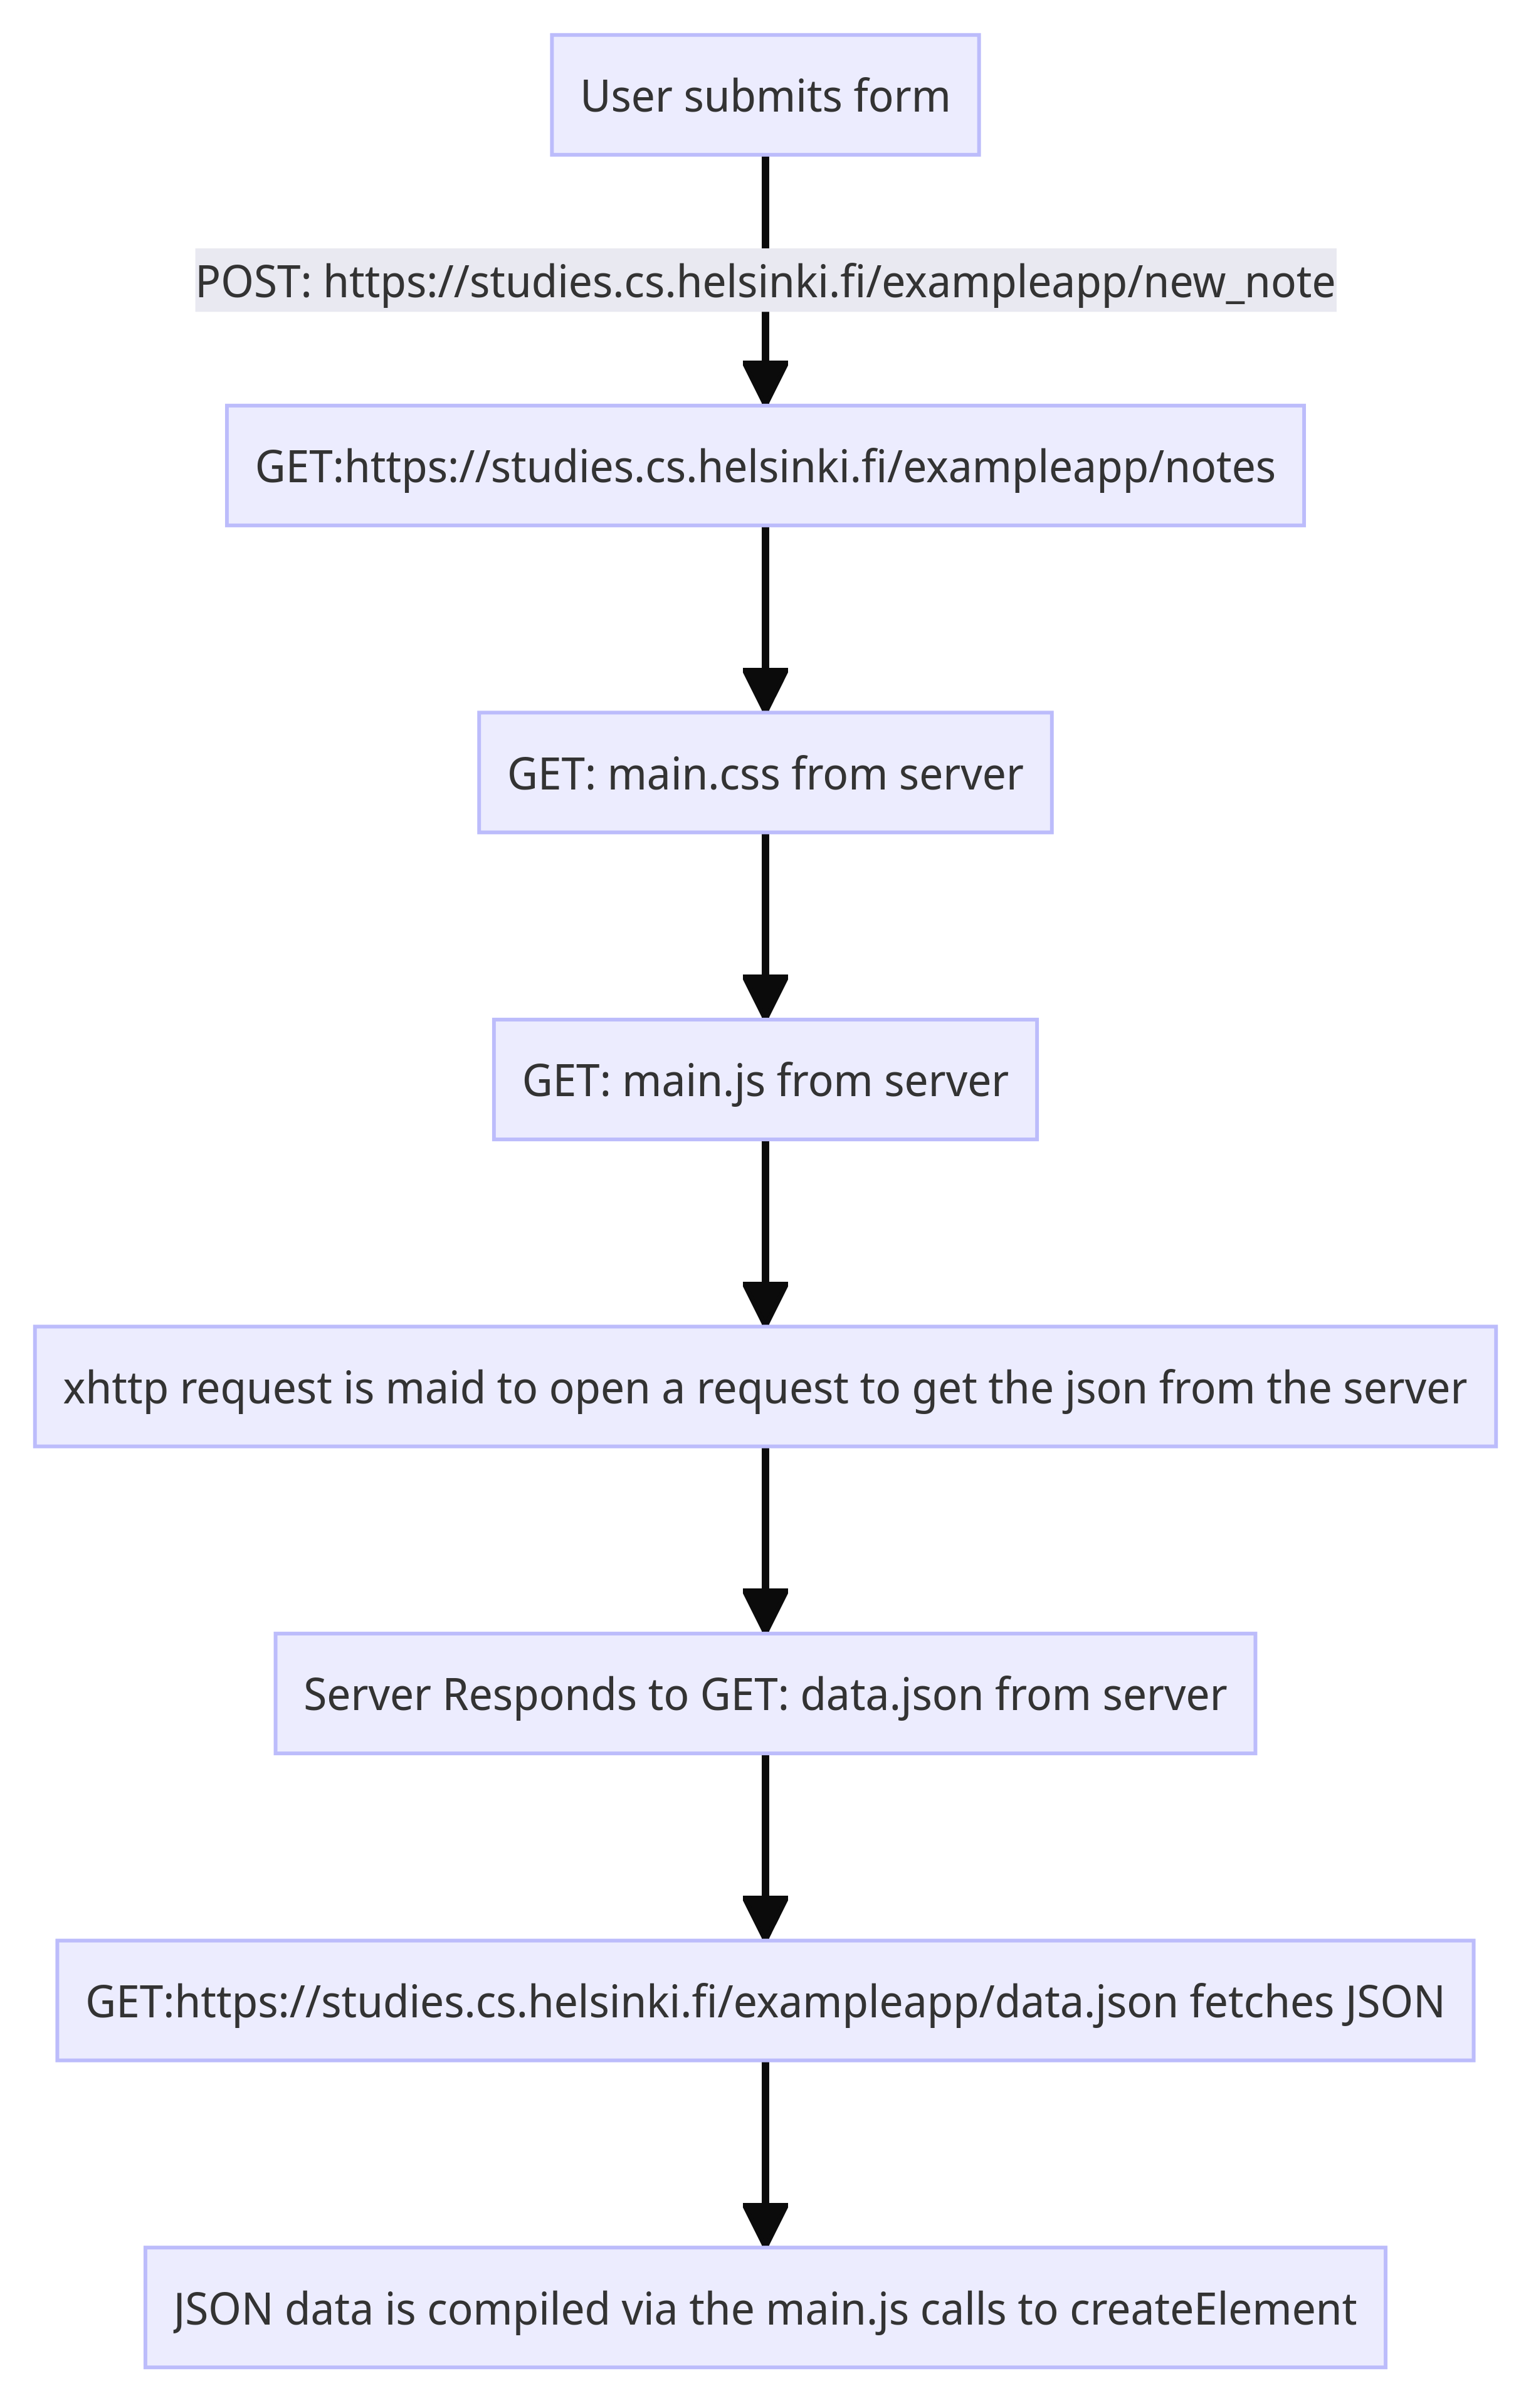 User submits form
POST: https://studies.cs.helsinki.fi/exampleapp/new_note
GET:https://studies.cs.helsinki.fi/exampleapp/notes
GET: main.css from server
GET: main.js from server
xhttp request is maid to open a request to get the json from the server
Server Responds to GET: data.json from server
GET:https://studies.cs.helsinki.fi/exampleapp/data.json fetches JSON
JSON data is compiled via the main.js calls to createElement